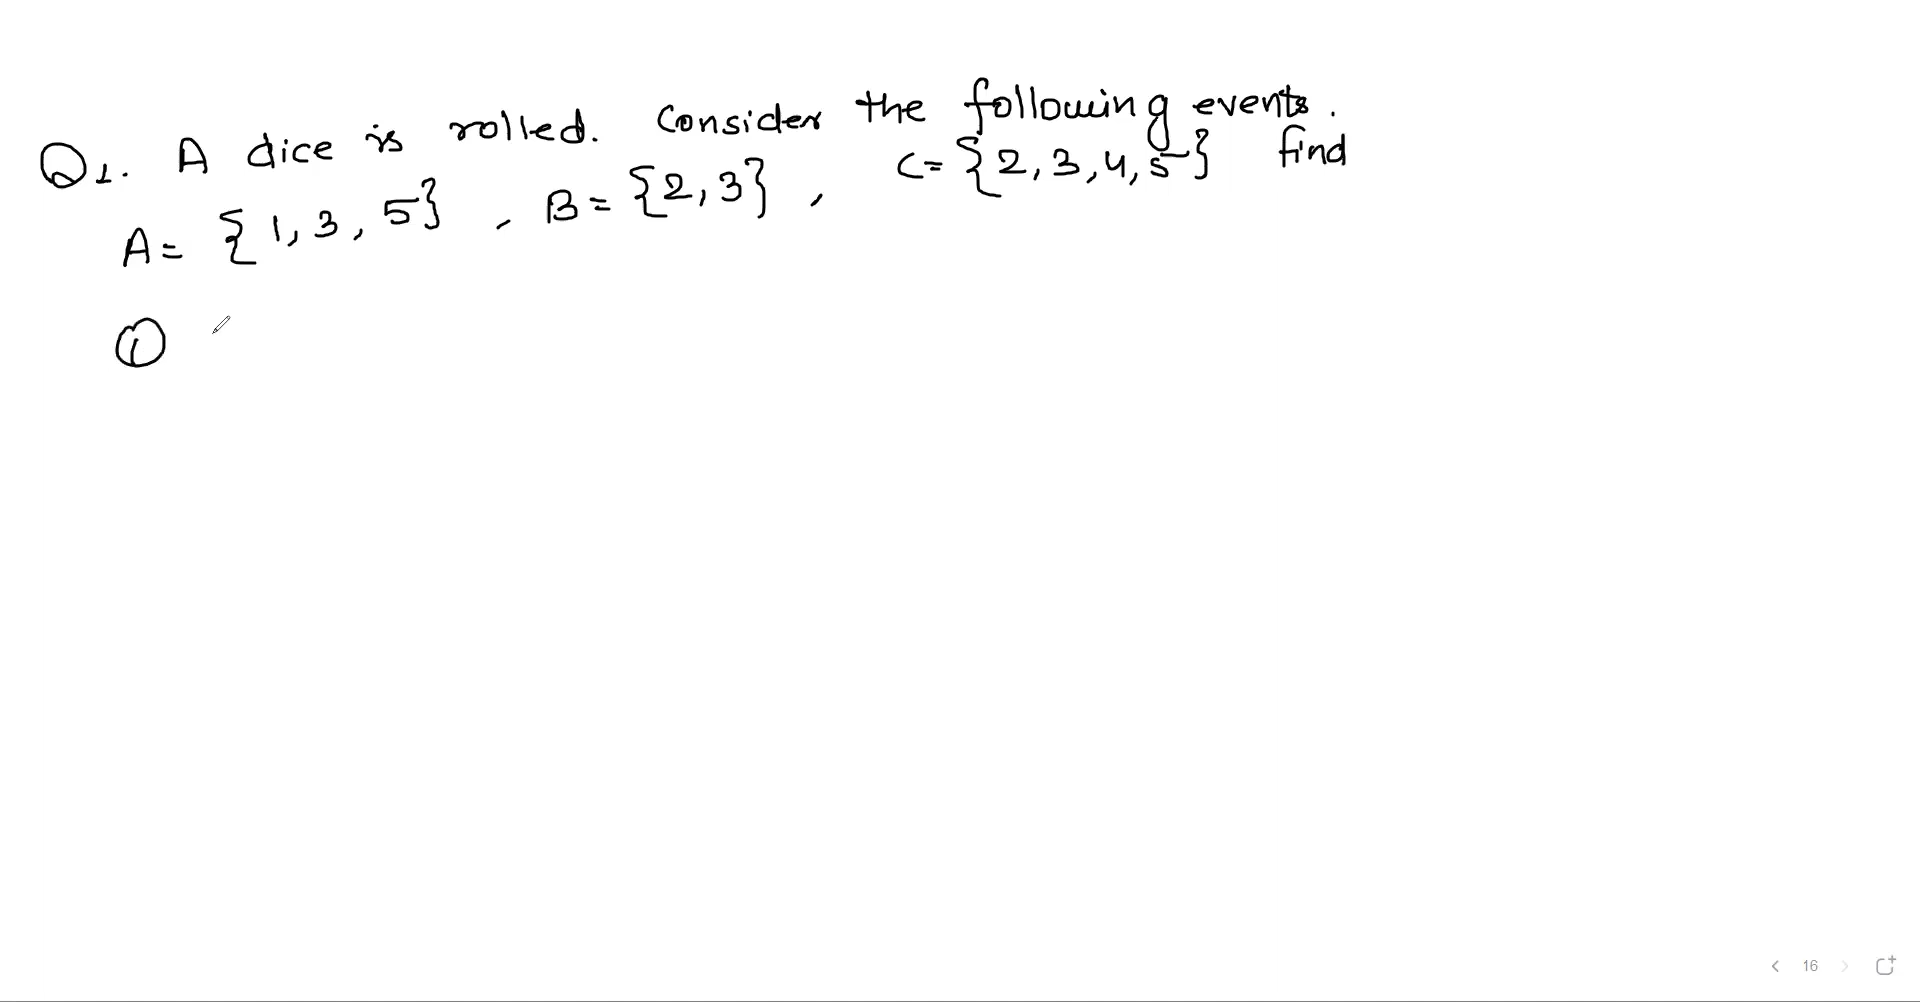 Q1. A dice is rolled. Consider the following events.
A = {1, 3, 5} , B = {2, 3} , C = {2, 3, 4, 5} find
①
16